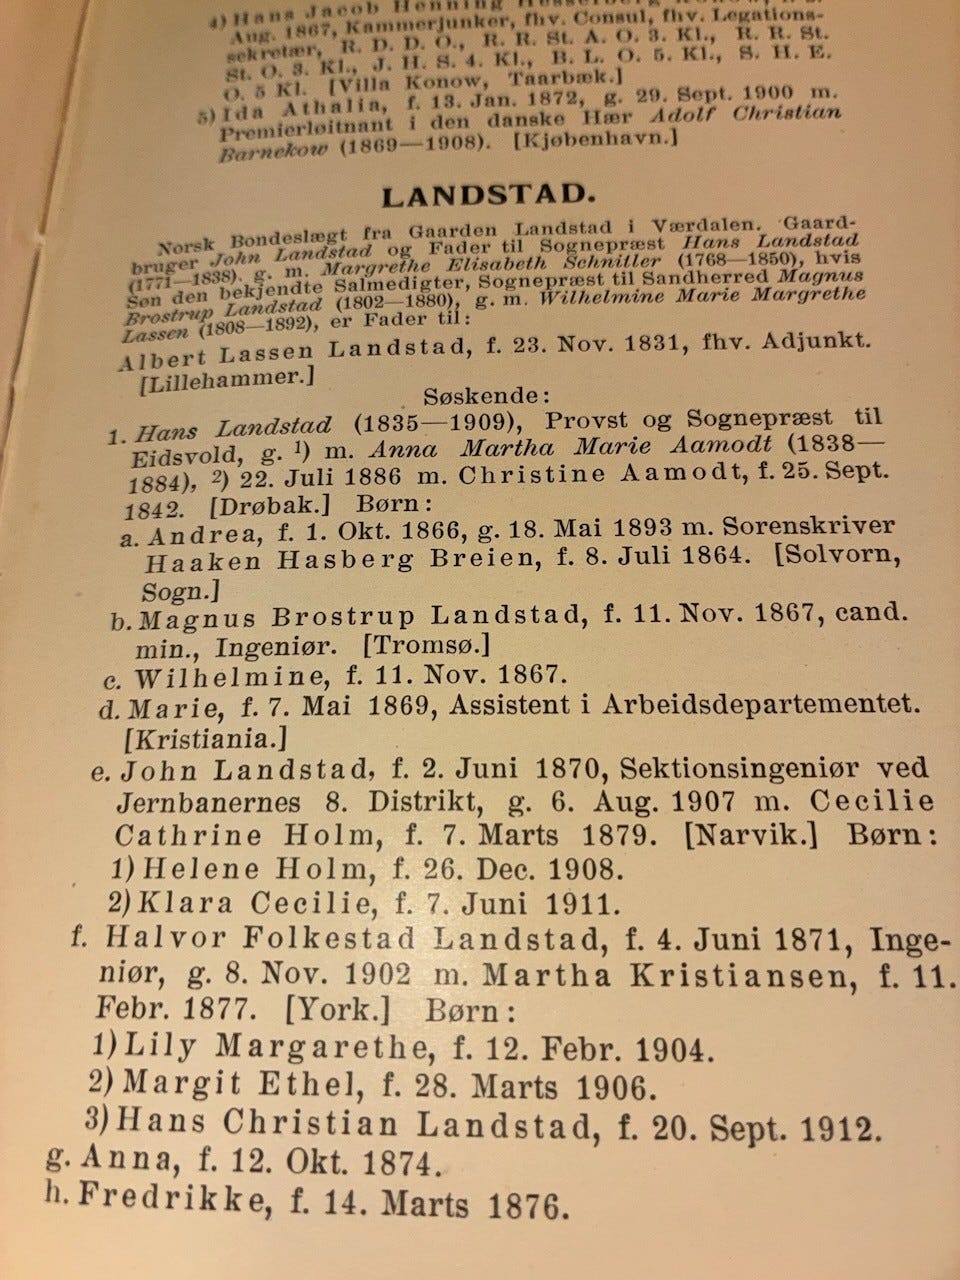 4) Hans Jacob Henning
Aug. 1867, Kammerjunker, fhv. Consul, fhv. Legations-
sekretær, R. D. D. O., R. R. St. A. O. 3. Kl., R. R. St.
St. O. 3. Kl., J. H. S. 4. Kl., B. L. O. 5. Kl., S. H. E.
O. 5 Kl. [Villa Konow, Taarbæk.]
5) Ida Athalia, f. 13. Jan. 1872, g. 29. Sept. 1900 m.
Premierløitnant i den danske Hær Adolf Christian
Barnekow (1869—1908). [Kjøbenhavn.]
LANDSTAD.
Norsk Bondeslægt fra Gaarden Landstad i Værdalen. Gaard-
bruger John Landstad og Fader til Sognepræst Hans Landstad
(1771—1838), g. m. Margrethe Elisabeth Schnitler (1768—1850), hvis
Søn den bekjendte Salmedigter, Sognepræst til Sandherred Magnus
Brostrup Landstad (1802—1880), g. m. Wilhelmine Marie Margrethe
Lassen (1808—1892), er Fader til:
Albert Lassen Landstad, f. 23. Nov. 1831, fhv. Adjunkt.
[Lillehammer.]
Søskende:
1. Hans Landstad (1835—1909), Provst og Sognepræst til
Eidsvold, g. ¹) m. Anna Martha Marie Aamodt (1838—
1884), ²) 22. Juli 1886 m. Christine Aamodt, f. 25. Sept.
1842. [Drøbak.] Børn:
a. Andrea, f. 1. Okt. 1866, g. 18. Mai 1893 m. Sorenskriver
Haaken Hasberg Breien, f. 8. Juli 1864. [Solvorn,
Sogn.]
b. Magnus Brostrup Landstad, f. 11. Nov. 1867, cand.
min., Ingeniør. [Tromsø.]
c. Wilhelmine, f. 11. Nov. 1867.
d. Marie, f. 7. Mai 1869, Assistent i Arbeidsdepartementet.
[Kristiania.]
e. John Landstad, f. 2. Juni 1870, Sektionsingeniør ved
Jernbanernes 8. Distrikt, g. 6. Aug. 1907 m. Cecilie
Cathrine Holm, f. 7. Marts 1879. [Narvik.] Børn:
1) Helene Holm, f. 26. Dec. 1908.
2) Klara Cecilie, f. 7. Juni 1911.
f. Halvor Folkestad Landstad, f. 4. Juni 1871, Inge-
niør, g. 8. Nov. 1902 m. Martha Kristiansen, f. 11.
Febr. 1877. [York.] Børn:
1) Lily Margarethe, f. 12. Febr. 1904.
2) Margit Ethel, f. 28. Marts 1906.
3) Hans Christian Landstad, f. 20. Sept. 1912.
g. Anna, f. 12. Okt. 1874.
h. Fredrikke, f. 14. Marts 1876.